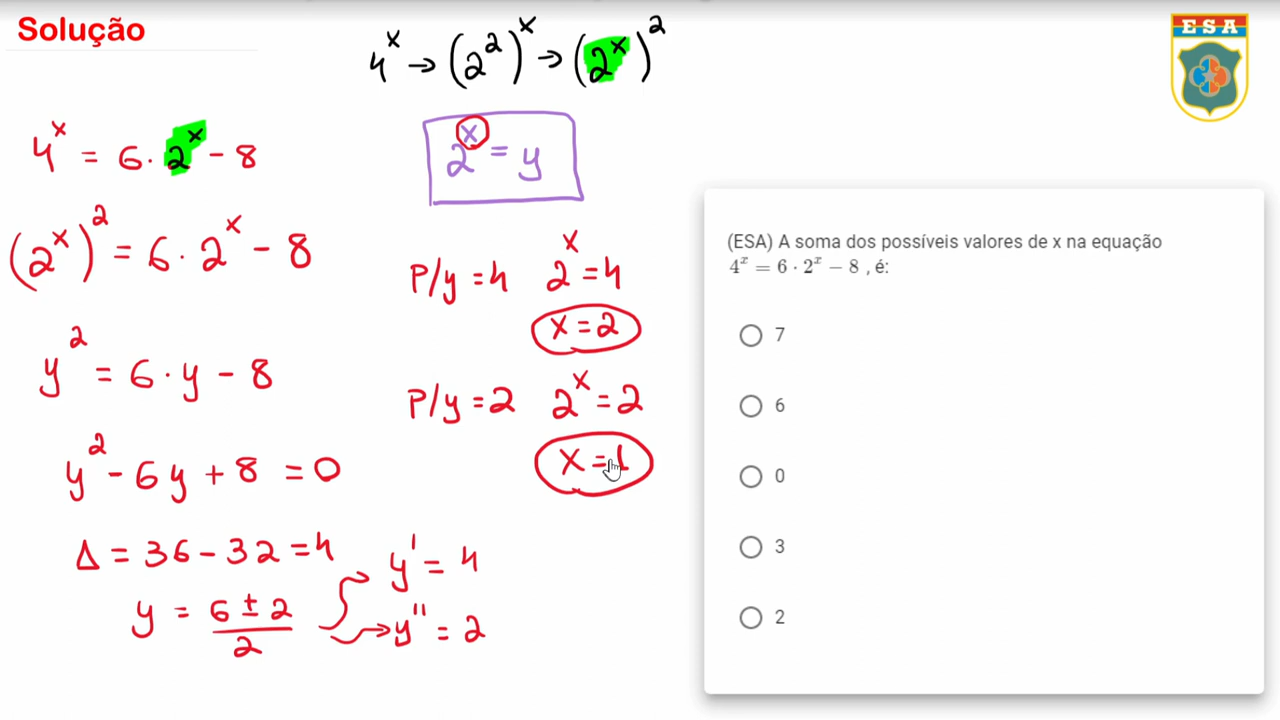 Solução
4^x → (2^2)^x → (2^x)^2
ESA
4^x = 6 · 2^x - 8
2^x = y
(2^x)^2 = 6 · 2^x - 8
P/y = 4 2^x = 4
x = 2
y^2 = 6 · y - 8
P/y = 2 2^x = 2
x = 1
y^2 - 6y + 8 = 0
Δ = 36 - 32 = 4
y = 6 ± 2 / 2
y' = 4
y'' = 2
(ESA) A soma dos possíveis valores de x na equação
4^x = 6 · 2^x − 8 , é:
7
6
0
3
2